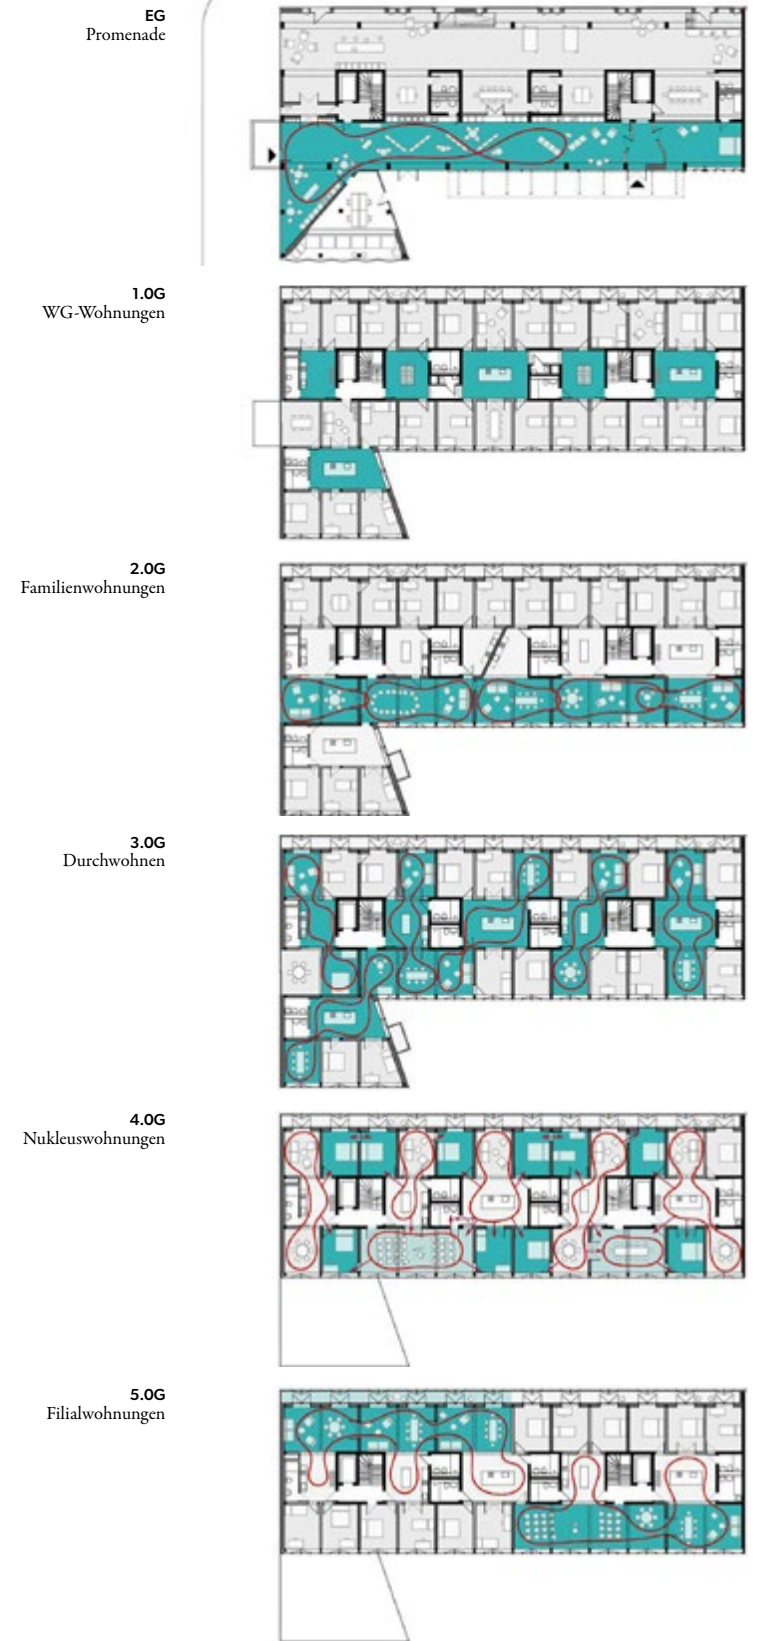 EG
Promenade
1.OG
WG-Wohnungen
2.OG
Familienwohnungen
3.OG
Durchwohnen
4.OG
Nukleuswohnungen
5.OG
Filialwohnungen